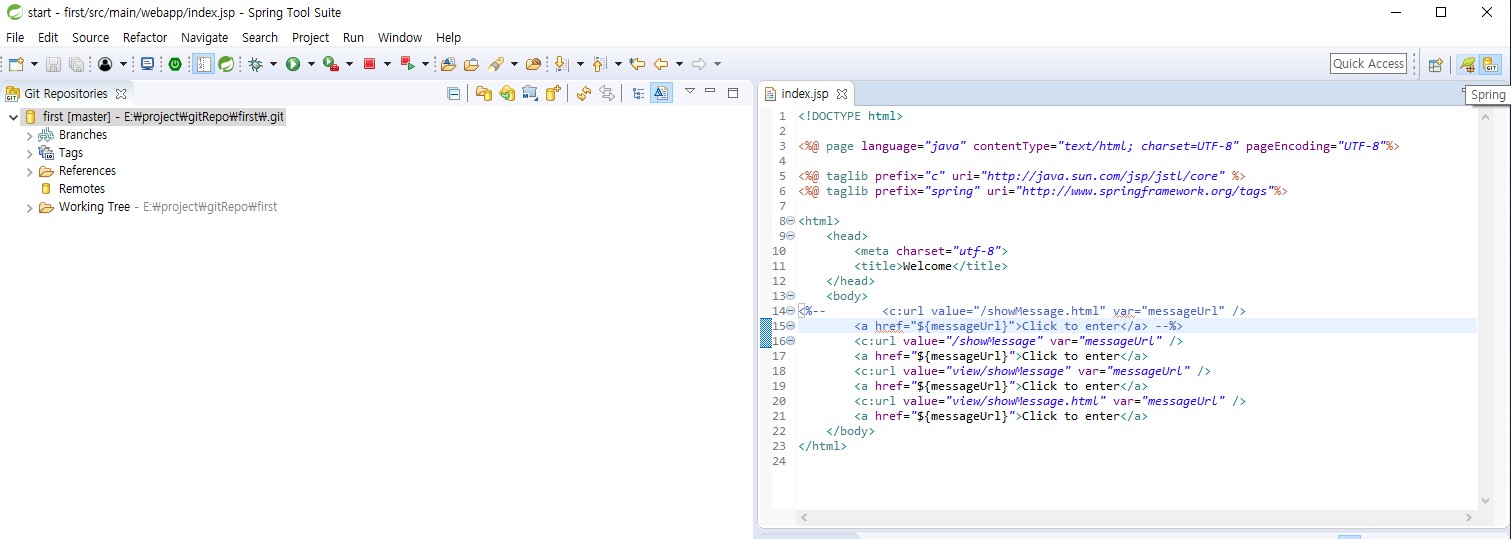 start - first/src/main/webapp/index.jsp - Spring Tool Suite
File Edit Source Refactor Navigate Search Project Run Window Help
Quick Access
Spring
Git Repositories
first [master] - E:₩project₩gitRepo₩first₩.git
Branches
Tags
References
Remotes
Working Tree - E:₩project₩gitRepo₩first
index.jsp
1 <!DOCTYPE html>
2
3 <%@ page language="java" contentType="text/html; charset=UTF-8" pageEncoding="UTF-8"%>
4
5 <%@ taglib prefix="c" uri="http://java.sun.com/jsp/jstl/core" %>
6 <%@ taglib prefix="spring" uri="http://www.springframework.org/tags"%>
7
8 <html>
9 <head>
10 <meta charset="utf-8">
11 <title>Welcome</title>
12 </head>
13 <body>
14 <%-- <c:url value="/showMessage.html" var="messageUrl" />
15 <a href="${messageUrl}">Click to enter</a> --%>
16 <c:url value="/showMessage" var="messageUrl" />
17 <a href="${messageUrl}">Click to enter</a>
18 <c:url value="view/showMessage" var="messageUrl" />
19 <a href="${messageUrl}">Click to enter</a>
20 <c:url value="view/showMessage.html" var="messageUrl" />
21 <a href="${messageUrl}">Click to enter</a>
22 </body>
23 </html>
24